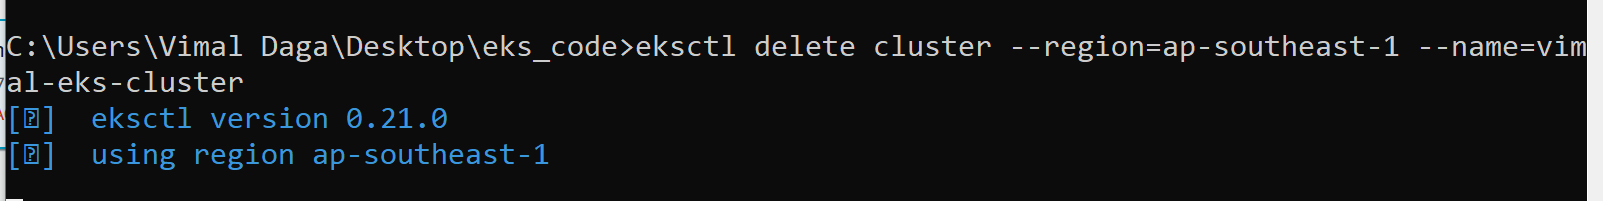 C:\Users\Vimal Daga\Desktop\eks_code>eksctl delete cluster --region=ap-southeast-1 --name=vim
al-eks-cluster
[⍰]  eksctl version 0.21.0
[⍰]  using region ap-southeast-1